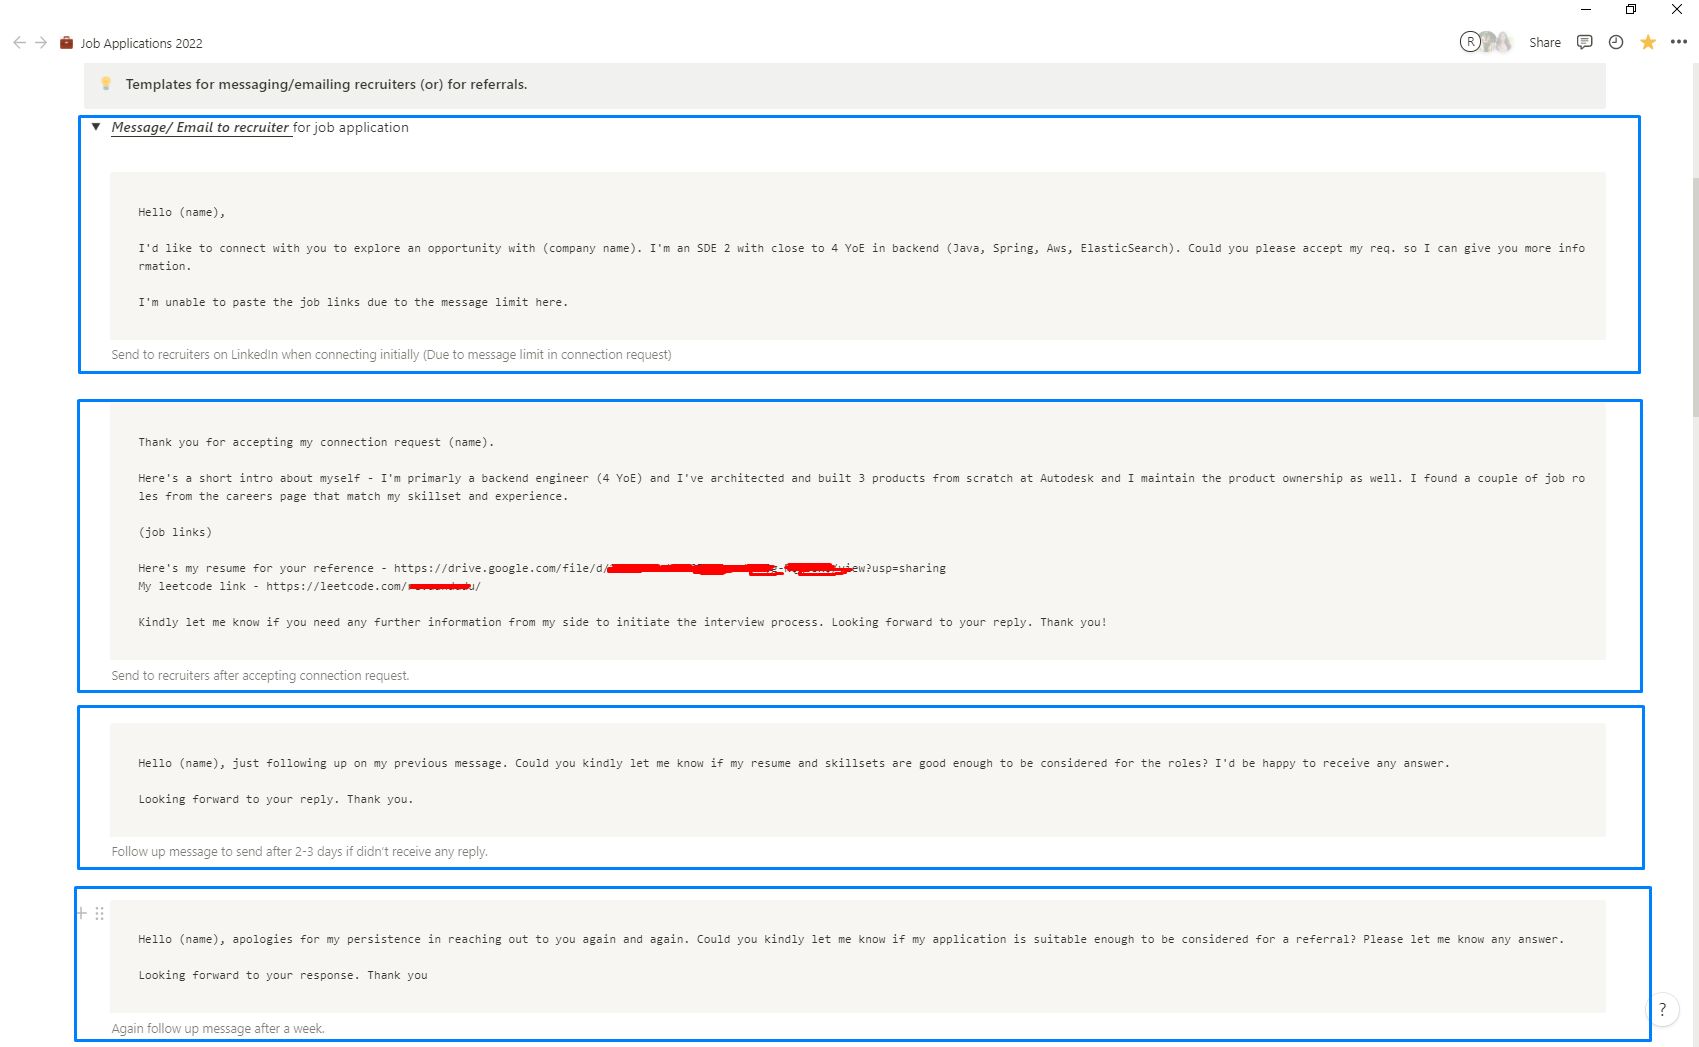 Job Applications 2022
R
Share
Templates for messaging/emailing recruiters (or) for referrals.
Message/ Email to recruiter for job application
Hello (name),
I'd like to connect with you to explore an opportunity with (company name). I'm an SDE 2 with close to 4 YoE in backend (Java, Spring, Aws, ElasticSearch). Could you please accept my req. so I can give you more info
rmation.
I'm unable to paste the job links due to the message limit here.
Send to recruiters on LinkedIn when connecting initially (Due to message limit in connection request)
Thank you for accepting my connection request (name).
Here's a short intro about myself - I'm primarly a backend engineer (4 YoE) and I've architected and built 3 products from scratch at Autodesk and I maintain the product ownership as well. I found a couple of job ro
les from the careers page that match my skillset and experience.
(job links)
Here's my resume for your reference - https://drive.google.com/file/d/ view?usp=sharing
My leetcode link - https://leetcode.com/ u/
Kindly let me know if you need any further information from my side to initiate the interview process. Looking forward to your reply. Thank you!
Send to recruiters after accepting connection request.
Hello (name), just following up on my previous message. Could you kindly let me know if my resume and skillsets are good enough to be considered for the roles? I'd be happy to receive any answer.
Looking forward to your reply. Thank you.
Follow up message to send after 2-3 days if didn't receive any reply.
Hello (name), apologies for my persistence in reaching out to you again and again. Could you kindly let me know if my application is suitable enough to be considered for a referral? Please let me know any answer.
Looking forward to your response. Thank you
Again follow up message after a week.
?